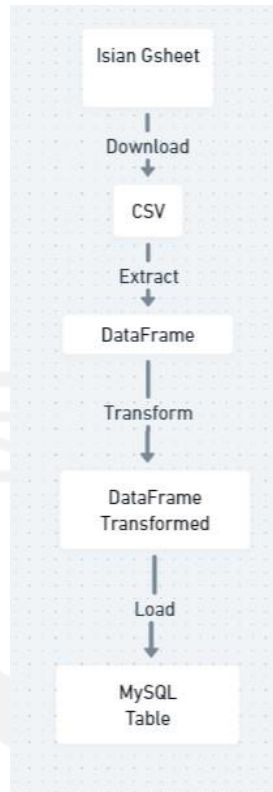 Isian Gsheet
Download
CSV
Extract
DataFrame
Transform
DataFrame
Transformed
Load
MySQL
Table